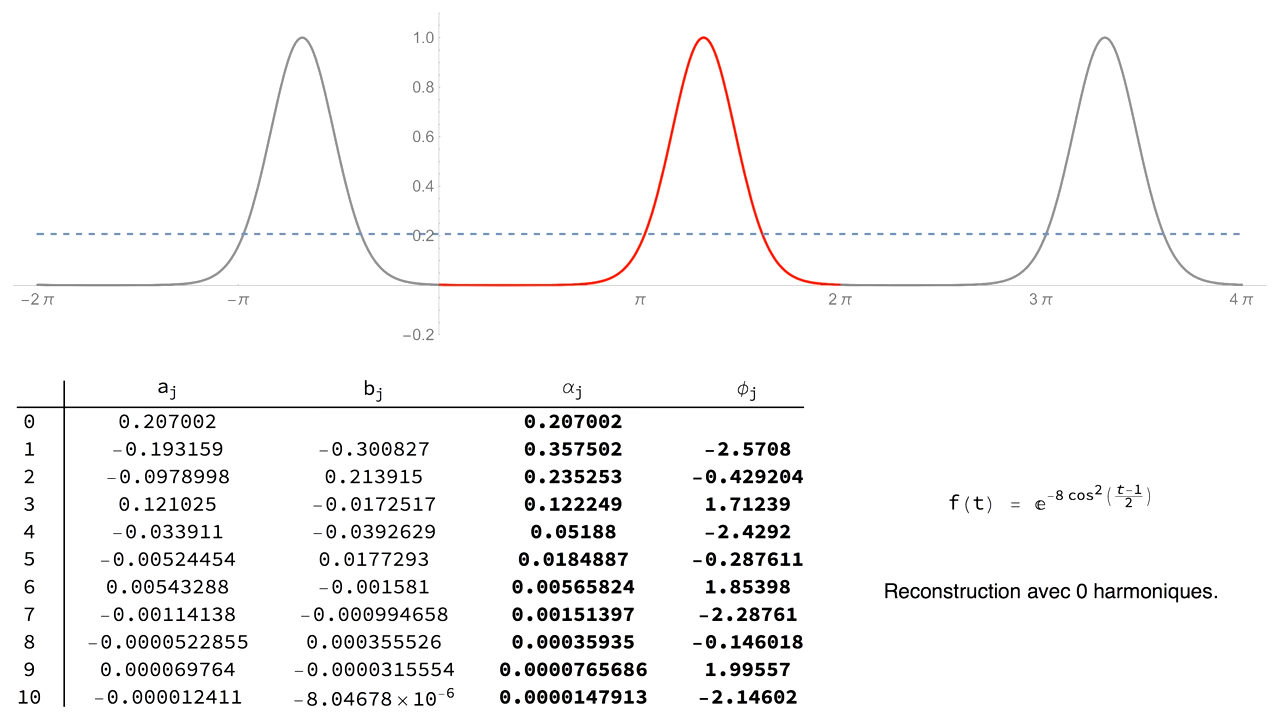 1.0
0.8
0.6
0.4
0.2
−2 π −π π 2 π 3 π 4 π
−0.2
aj bj αj ϕj
0 0.207002 0.207002
1 −0.193159 −0.300827 0.357502 −2.5708
2 −0.0978998 0.213915 0.235253 −0.429204
3 0.121025 −0.0172517 0.122249 1.71239
4 −0.033911 −0.0392629 0.05188 −2.4292
5 −0.00524454 0.0177293 0.0184887 −0.287611
6 0.00543288 −0.001581 0.00565824 1.85398
7 −0.00114138 −0.000994658 0.00151397 −2.28761
8 −0.0000522855 0.000355526 0.00035935 −0.146018
9 0.000069764 −0.0000315554 0.0000765686 1.99557
10 −0.000012411 −8.04678×10^−6 0.0000147913 −2.14602
f(t) = ⅇ^−8 cos^2((t−1)/2)
Reconstruction avec 0 harmoniques.